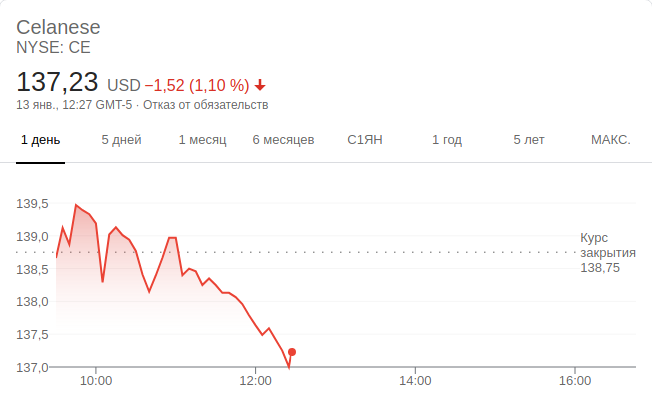 Celanese
NYSE: CE
137,23 USD −1,52 (1,10 %)
13 янв., 12:27 GMT-5 · Отказ от обязательств
1 день 5 дней 1 месяц 6 месяцев С1ЯН 1 год 5 лет МАКС.
139,5
139,0
138,5
138,0
137,5
137,0
Курс
закрытия
138,75
10:00 12:00 14:00 16:00